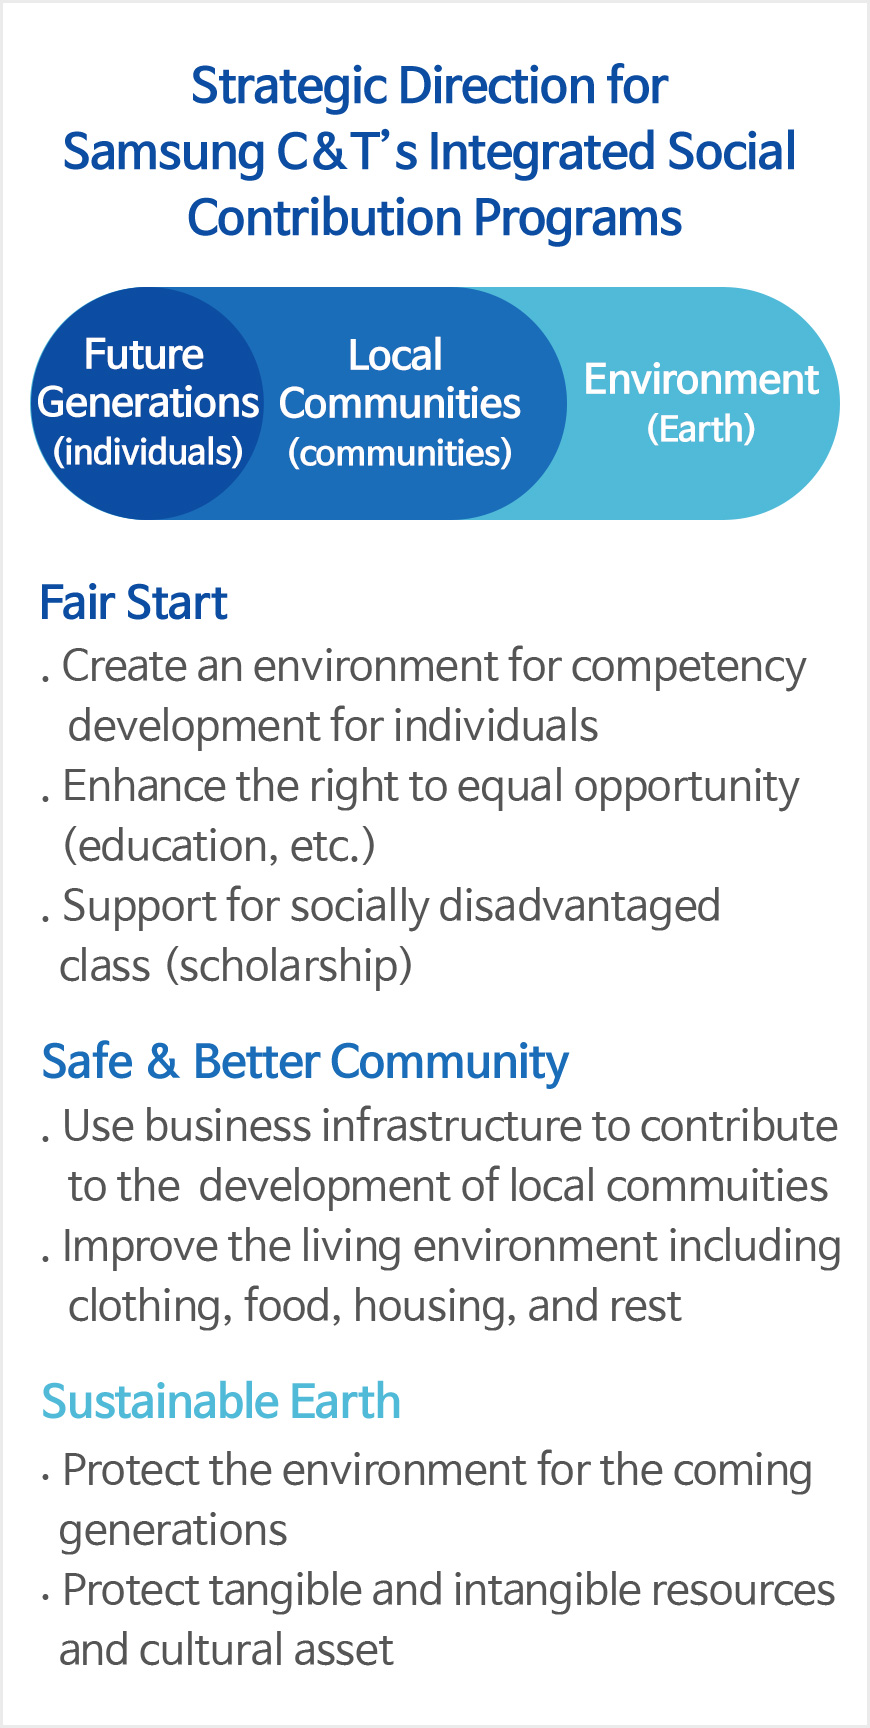 Strategic Direction for
Samsung C&T's Integrated Social
Contribution Programs
Future
Generations
(individuals)
Local
Communities
(communities)
Environment
(Earth)
Fair Start
. Create an environment for competency
development for individuals
. Enhance the right to equal opportunity
(education, etc.)
. Support for socially disadvantaged
class (scholarship)
Safe & Better Community
. Use business infrastructure to contribute
to the development of local commuities
. Improve the living environment including
clothing, food, housing, and rest
Sustainable Earth
· Protect the environment for the coming
generations
· Protect tangible and intangible resources
and cultural asset